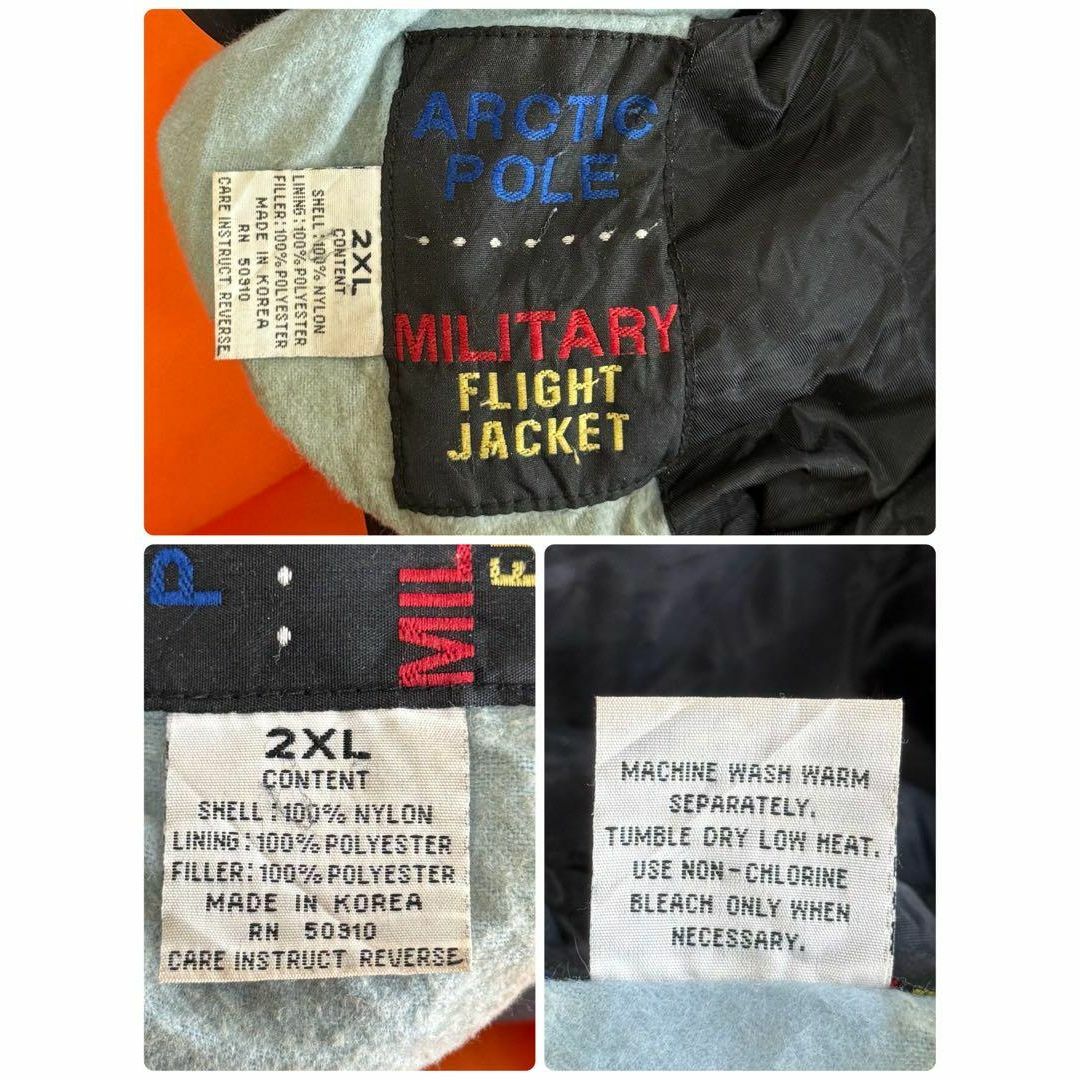 ARCTIC
POLE
MILITARY
FLIGHT
JACKET
2XL
CONTENT
SHELL:100% NYLON
LINING:100%POLYESTER
FILLER:100%POLYESTER
MADE IN KOREA
RN 50910
CARE INSTRUCT REVERSE
P
MIL
F
2XL
CONTENT
SHELL:100% NYLON
LINING:100% POLYESTER
FILLER:100% POLYESTER
MADE IN KOREA
RN 50910
CARE INSTRUCT REVERSE
MACHINE WASH WARM
SEPARATELY.
TUMBLE DRY LOW HEAT.
USE NON-CHLORINE
BLEACH ONLY WHEN
NECESSARY.